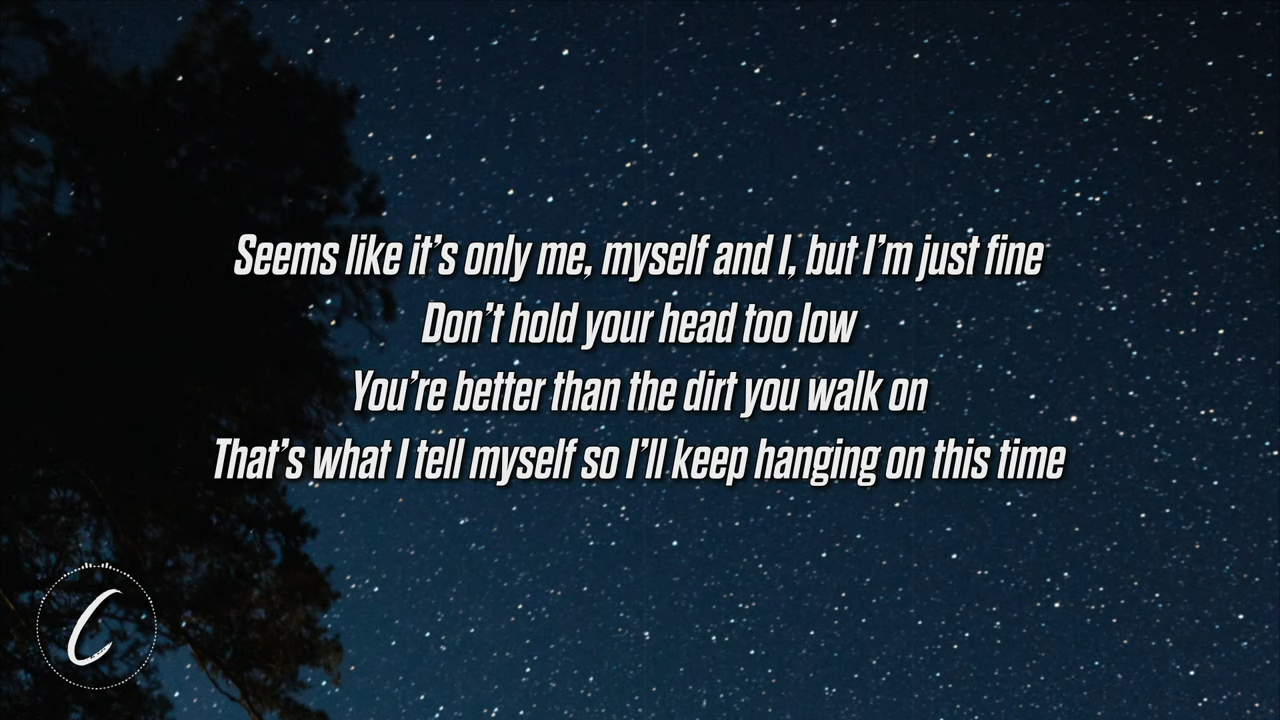 Seems like it's only me, myself and I, but I'm just fine
Don't hold your head too low
You're better than the dirt you walk on
That's what I tell myself so I'll keep hanging on this time
C